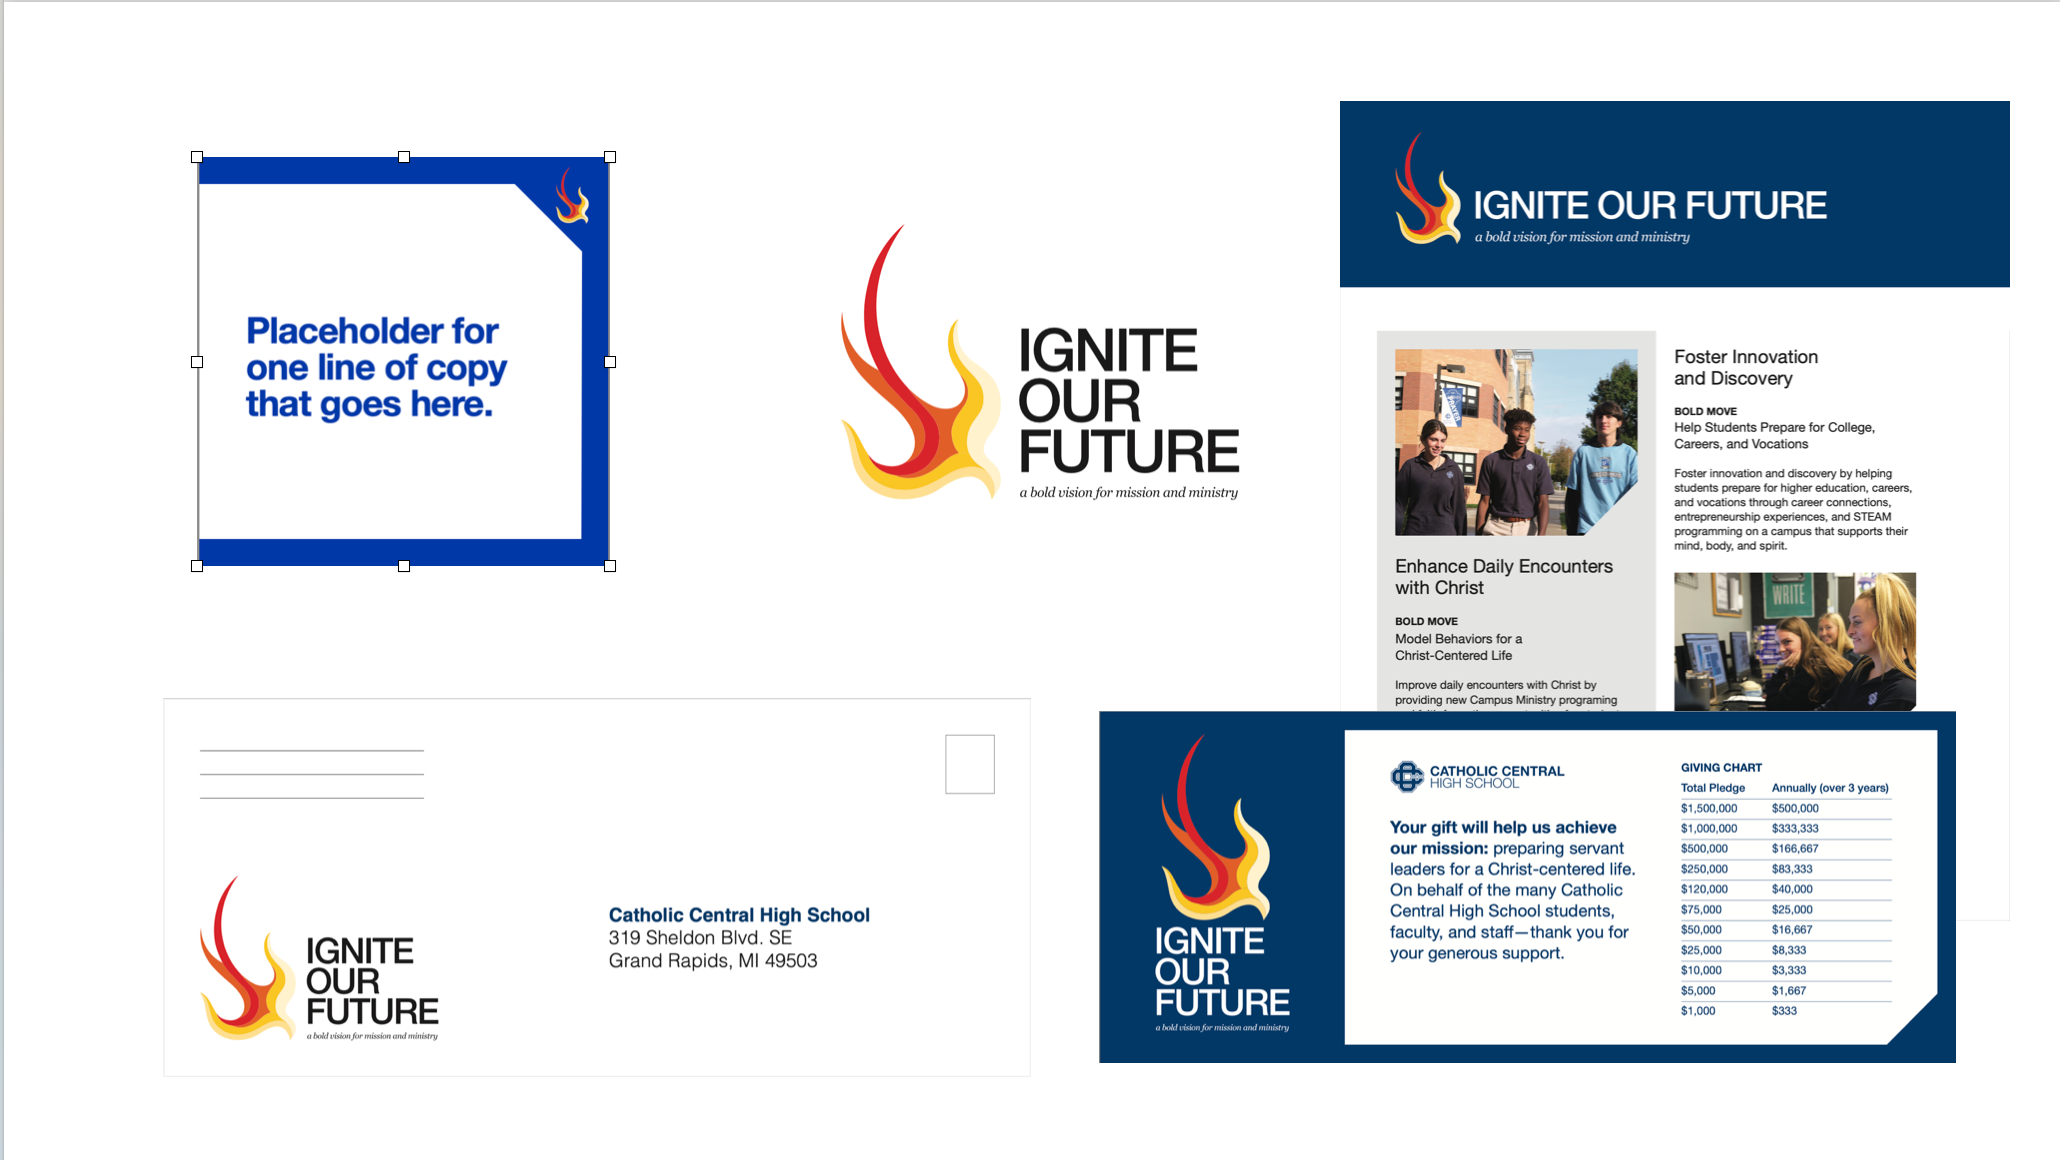 Placeholder for
one line of copy
that goes here.
IGNITE
OUR
FUTURE
a bold vision for mission and ministry
IGNITE OUR FUTURE
a bold vision for mission and ministry
Enhance Daily Encounters
with Christ
BOLD MOVE
Model Behaviors for a
Christ-Centered Life
Improve daily encounters with Christ by
providing new Campus Ministry programing
Foster Innovation
and Discovery
BOLD MOVE
Help Students Prepare for College,
Careers, and Vocations
Foster innovation and discovery by helping
students prepare for higher education, careers,
and vocations through career connections,
entrepreneurship experiences, and STEAM
programming on a campus that supports their
mind, body, and spirit.
WRITE
IGNITE
OUR
FUTURE
a bold vision for mission and ministry
Catholic Central High School
319 Sheldon Blvd. SE
Grand Rapids, MI 49503
IGNITE
OUR
FUTURE
a bold vision for mission and ministry
CATHOLIC CENTRAL
HIGH SCHOOL
Your gift will help us achieve
our mission: preparing servant
leaders for a Christ-centered life.
On behalf of the many Catholic
Central High School students,
faculty, and staff—thank you for
your generous support.
GIVING CHART
Total Pledge Annually (over 3 years)
$1,500,000 $500,000
$1,000,000 $333,333
$500,000 $166,667
$250,000 $83,333
$120,000 $40,000
$75,000 $25,000
$50,000 $16,667
$25,000 $8,333
$10,000 $3,333
$5,000 $1,667
$1,000 $333